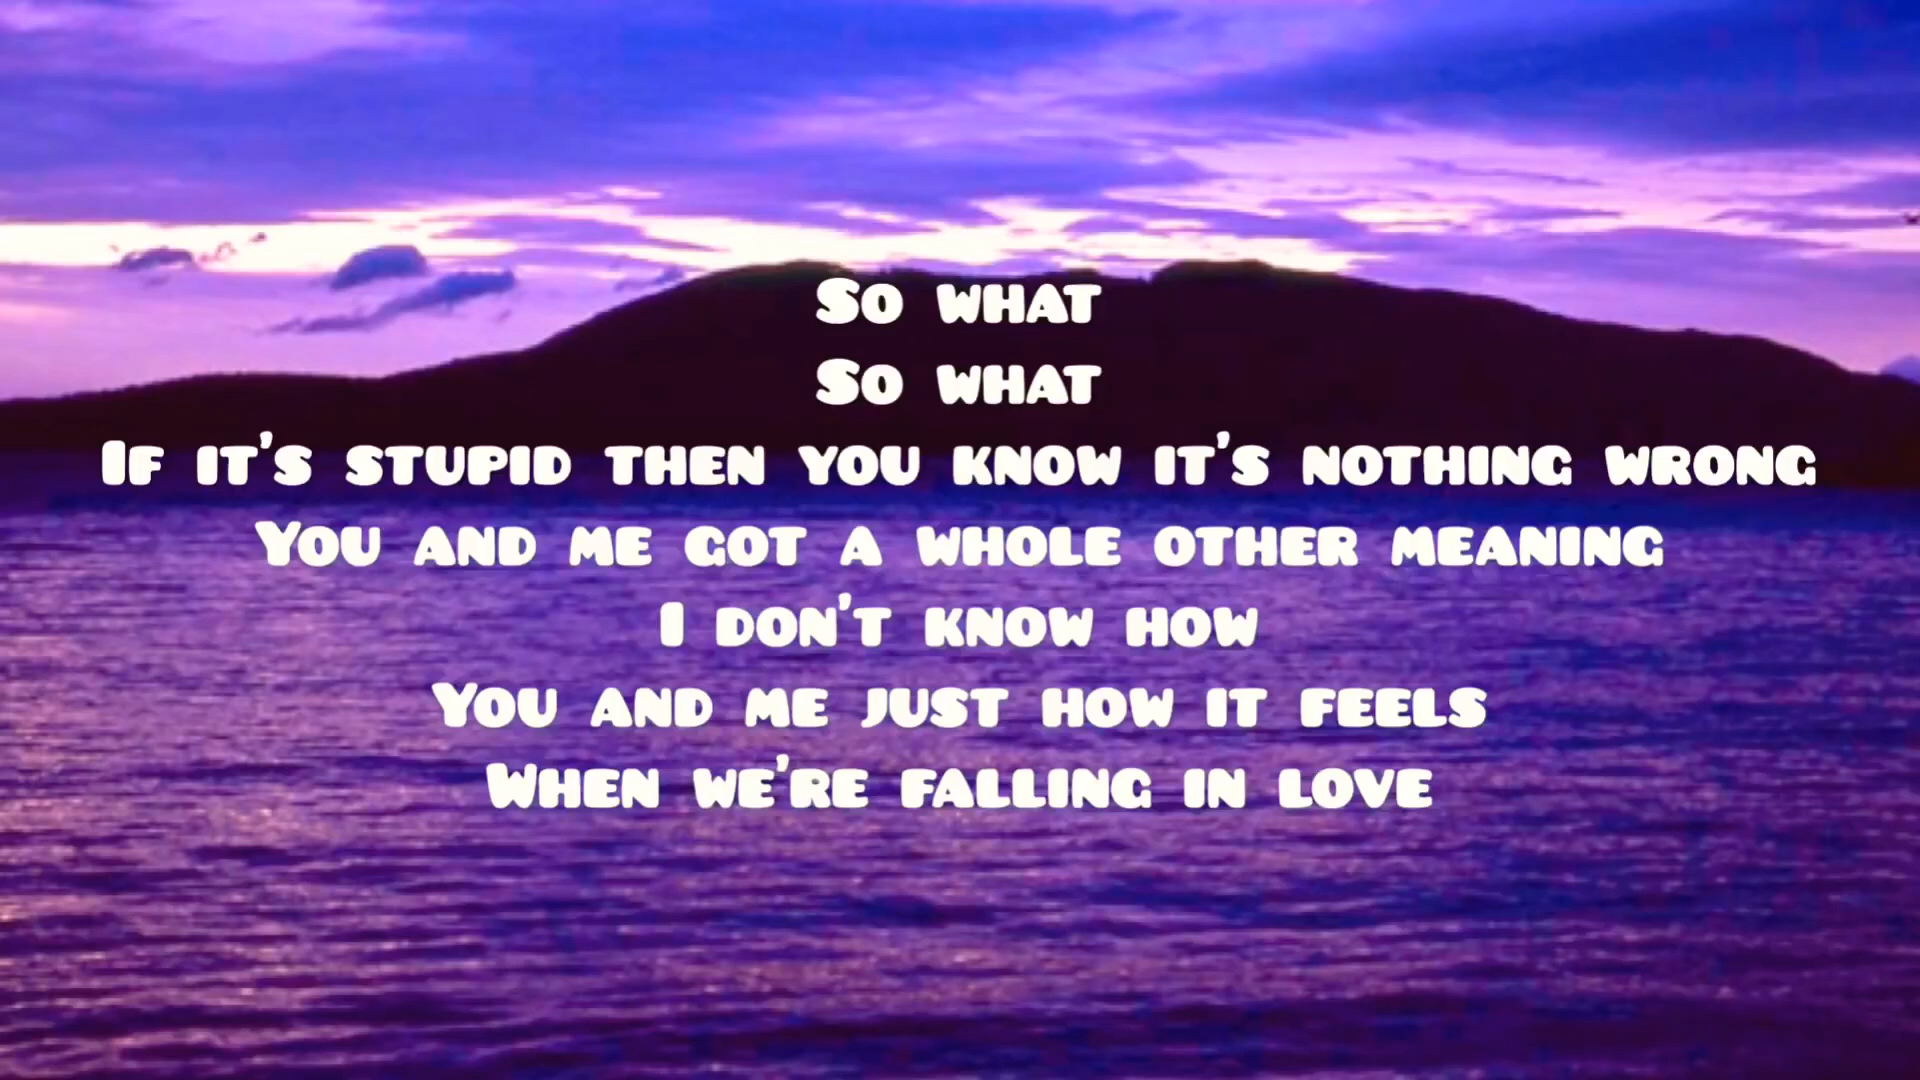 So what
So what
If it's stupid then you know it's nothing wrong
You and me got a whole other meaning
I don't know how
You and me just how it feels
When we're falling in love